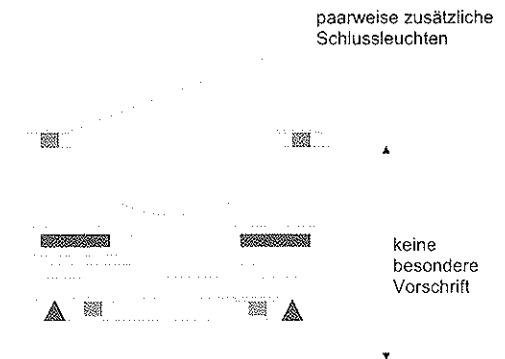 paarweise zusätzliche
Schlussleuchten
keine
besondere
Vorschrift